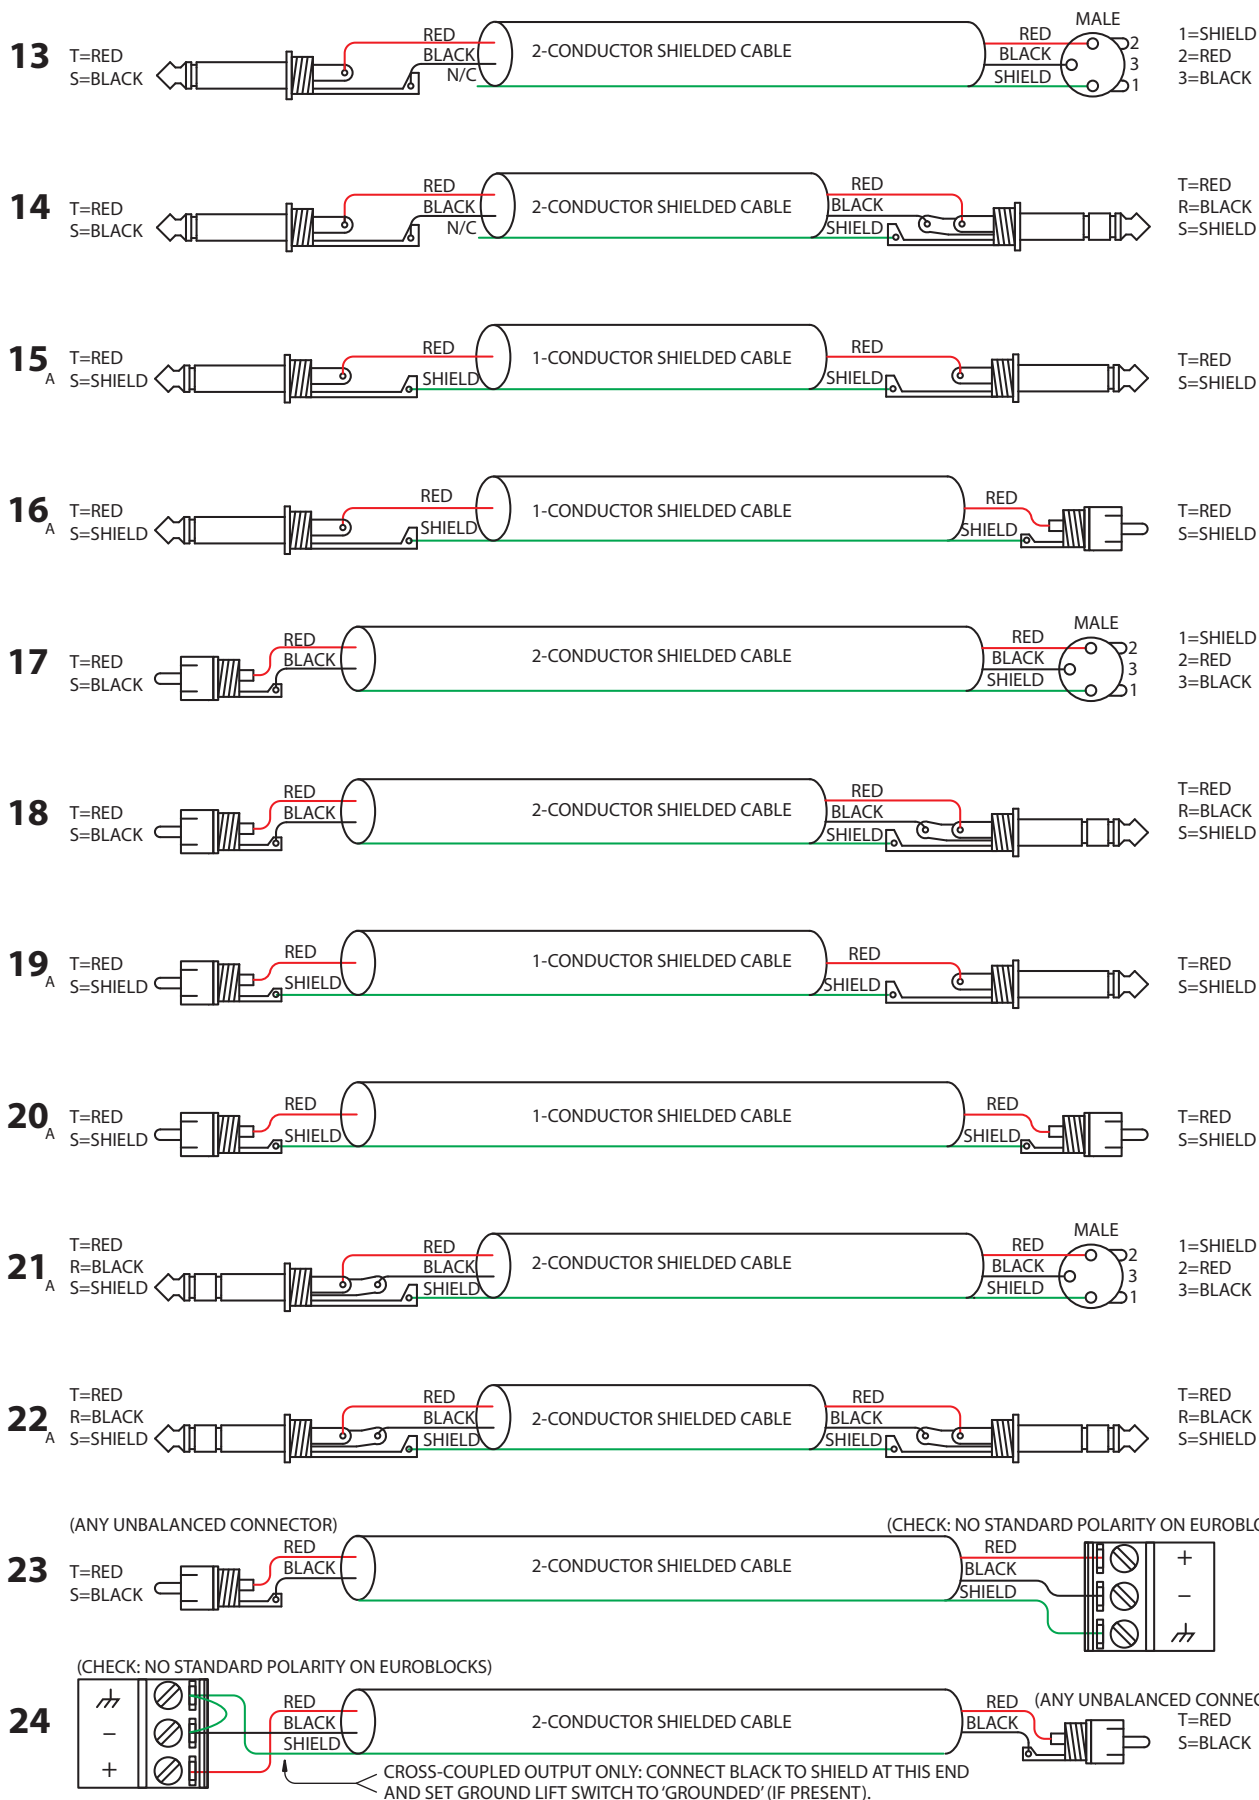 13
T=RED
S=BLACK
RED
BLACK
N/C
2-CONDUCTOR SHIELDED CABLE
RED
BLACK
SHIELD
MALE
2
3
1
1=SHIELD
2=RED
3=BLACK
14
T=RED
S=BLACK
RED
BLACK
N/C
2-CONDUCTOR SHIELDED CABLE
RED
BLACK
SHIELD
T=RED
R=BLACK
S=SHIELD
15
A
T=RED
S=SHIELD
RED
SHIELD
1-CONDUCTOR SHIELDED CABLE
RED
SHIELD
T=RED
S=SHIELD
16
A
T=RED
S=SHIELD
RED
SHIELD
1-CONDUCTOR SHIELDED CABLE
RED
SHIELD
T=RED
S=SHIELD
17
T=RED
S=BLACK
RED
BLACK
2-CONDUCTOR SHIELDED CABLE
RED
BLACK
SHIELD
MALE
2
3
1
1=SHIELD
2=RED
3=BLACK
18
T=RED
S=BLACK
RED
BLACK
2-CONDUCTOR SHIELDED CABLE
RED
BLACK
SHIELD
T=RED
R=BLACK
S=SHIELD
19
A
T=RED
S=SHIELD
RED
SHIELD
1-CONDUCTOR SHIELDED CABLE
RED
SHIELD
T=RED
S=SHIELD
20
A
T=RED
S=SHIELD
RED
SHIELD
1-CONDUCTOR SHIELDED CABLE
RED
SHIELD
T=RED
S=SHIELD
21
A
T=RED
R=BLACK
S=SHIELD
RED
BLACK
SHIELD
2-CONDUCTOR SHIELDED CABLE
RED
BLACK
SHIELD
MALE
2
3
1
1=SHIELD
2=RED
3=BLACK
22
A
T=RED
R=BLACK
S=SHIELD
RED
BLACK
SHIELD
2-CONDUCTOR SHIELDED CABLE
RED
BLACK
SHIELD
T=RED
R=BLACK
S=SHIELD
23
(ANY UNBALANCED CONNECTOR)
T=RED
S=BLACK
RED
BLACK
2-CONDUCTOR SHIELDED CABLE
(CHECK: NO STANDARD POLARITY ON EUROBLO
RED
BLACK
SHIELD
+
–
24
(CHECK: NO STANDARD POLARITY ON EUROBLOCKS)
–
+
RED
BLACK
SHIELD
2-CONDUCTOR SHIELDED CABLE
RED
BLACK
(ANY UNBALANCED CONNEC
T=RED
S=BLACK
CROSS-COUPLED OUTPUT ONLY: CONNECT BLACK TO SHIELD AT THIS END
AND SET GROUND LIFT SWITCH TO 'GROUNDED' (IF PRESENT).